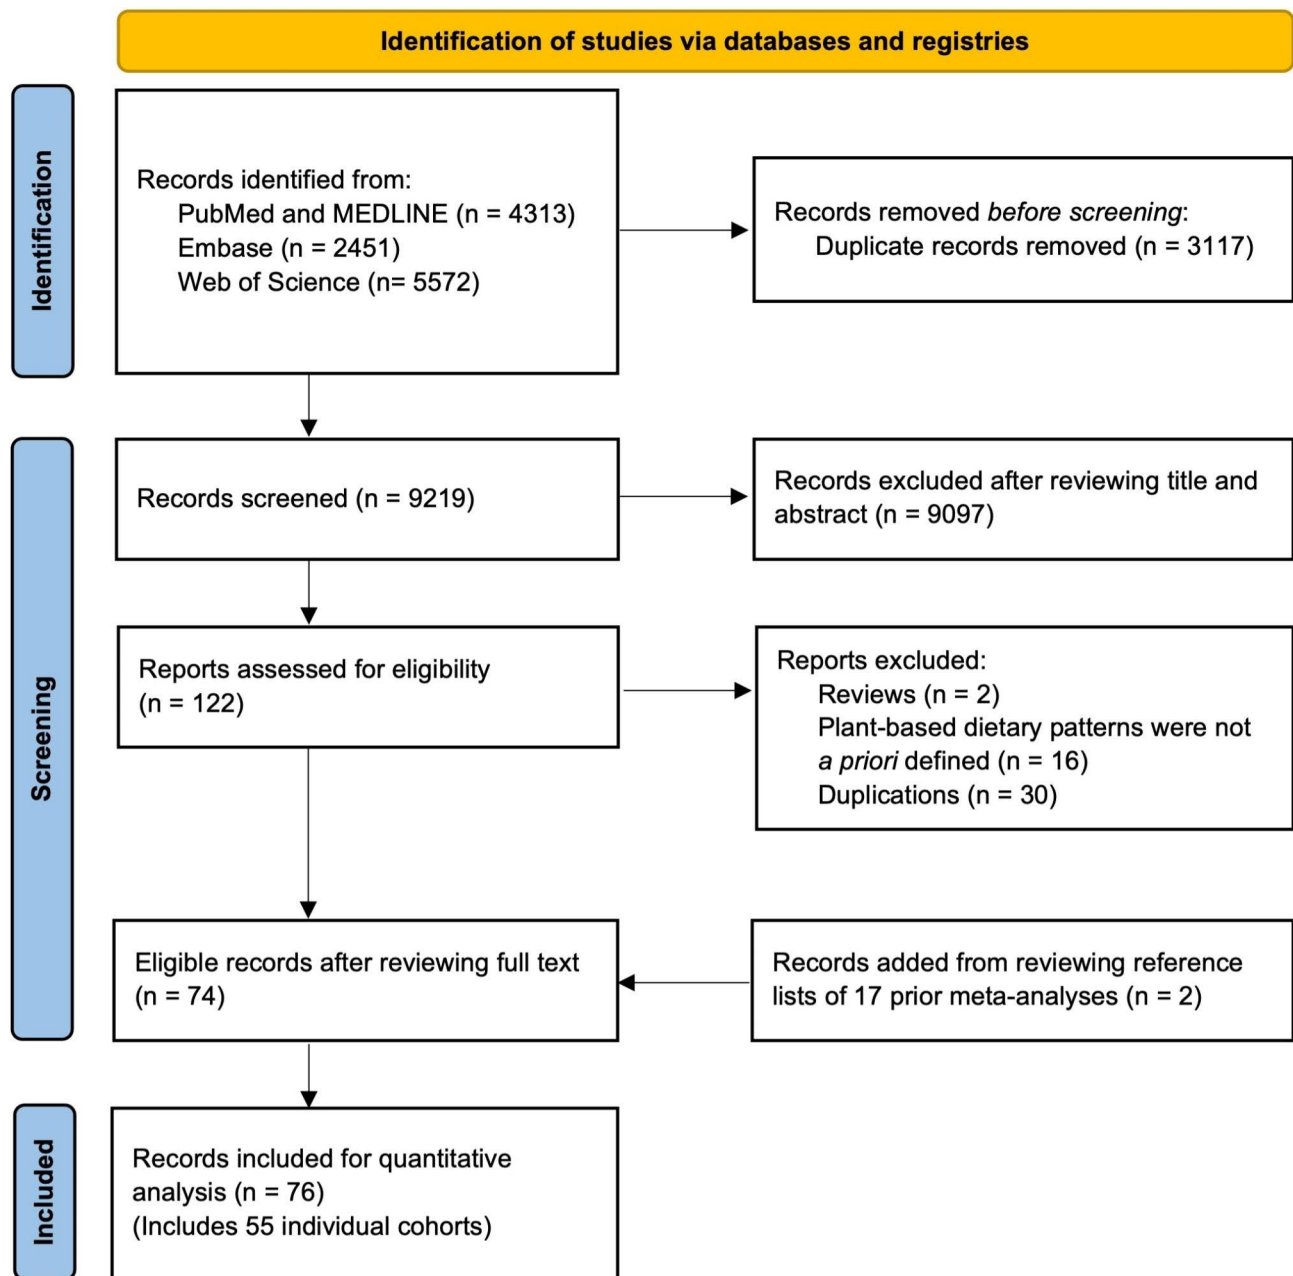 Identification of studies via databases and registries
Identification
Records identified from:
PubMed and MEDLINE (n = 4313)
Embase (n = 2451)
Web of Science (n= 5572)
Records removed before screening:
Duplicate records removed (n = 3117)
Screening
Records screened (n = 9219)
Records excluded after reviewing title and
abstract (n = 9097)
Reports assessed for eligibility
(n = 122)
Reports excluded:
Reviews (n = 2)
Plant-based dietary patterns were not
a priori defined (n = 16)
Duplications (n = 30)
Eligible records after reviewing full text
(n = 74)
Records added from reviewing reference
lists of 17 prior meta-analyses (n = 2)
Included
Records included for quantitative
analysis (n = 76)
(Includes 55 individual cohorts)